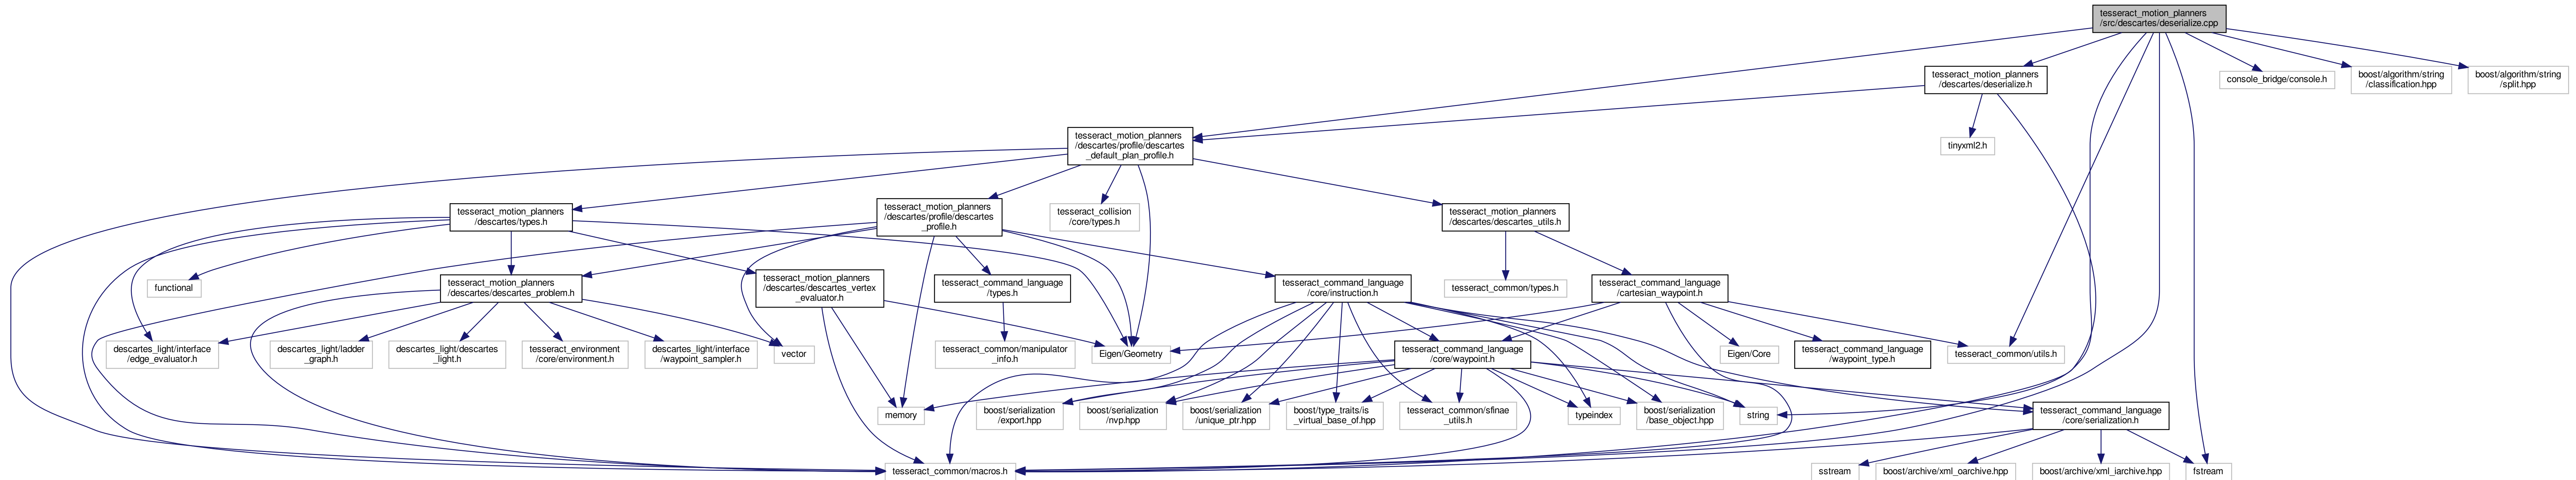 tesseract_motion_planners
/src/descartes/deserialize.cpp
tesseract_motion_planners
/descartes/deserialize.h
console_bridge/console.h
boost/algorithm/string
/classification.hpp
boost/algorithm/string
/split.hpp
tesseract_motion_planners
/descartes/profile/descartes
_default_plan_profile.h
tinyxml2.h
tesseract_motion_planners
/descartes/types.h
tesseract_motion_planners
/descartes/profile/descartes
_profile.h
tesseract_collision
/core/types.h
tesseract_motion_planners
/descartes/descartes_utils.h
functional
tesseract_motion_planners
/descartes/descartes_problem.h
tesseract_motion_planners
/descartes/descartes_vertex
_evaluator.h
tesseract_command_language
/types.h
tesseract_command_language
/core/instruction.h
tesseract_common/types.h
tesseract_command_language
/cartesian_waypoint.h
descartes_light/interface
/edge_evaluator.h
descartes_light/ladder
_graph.h
descartes_light/descartes
_light.h
tesseract_environment
/core/environment.h
descartes_light/interface
/waypoint_sampler.h
vector
tesseract_common/manipulator
_info.h
Eigen/Geometry
tesseract_command_language
/core/waypoint.h
Eigen/Core
tesseract_command_language
/waypoint_type.h
tesseract_common/utils.h
memory
boost/serialization
/export.hpp
boost/serialization
/nvp.hpp
boost/serialization
/unique_ptr.hpp
boost/type_traits/is
_virtual_base_of.hpp
tesseract_common/sfinae
_utils.h
typeindex
boost/serialization
/base_object.hpp
string
tesseract_command_language
/core/serialization.h
tesseract_common/macros.h
sstream
boost/archive/xml_oarchive.hpp
boost/archive/xml_iarchive.hpp
fstream